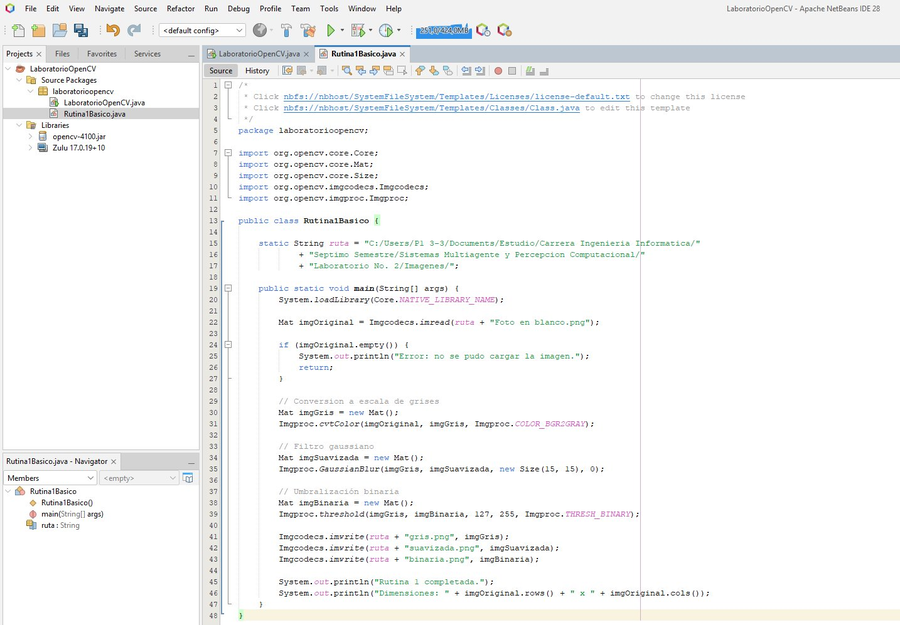 File Edit View Navigate Source Refactor Run Debug Profile Team Tools Window Help
LaboratorioOpenCV - Apache NetBeans IDE 28
<default config>
Projects Files Favorites Services
LaboratorioOpenCV.java Rutina1Basico.java
Source History
LaboratorioOpenCV
Source Packages
laboratorioopencv
LaboratorioOpenCV.java
Rutina1Basico.java
Libraries
opencv-4100.jar
Zulu 17.0.19+10
Rutina1Basico.java - Navigator
Members <empty>
Rutina1Basico
Rutina1Basico()
main(String[] args)
ruta : String
1 /*
2 * Click nbfs://nbhost/SystemFileSystem/Templates/Licenses/license-default.txt to change this license
3 * Click nbfs://nbhost/SystemFileSystem/Templates/Classes/Class.java to edit this template
4 */
5 package laboratorioopencv;
6
7 import org.opencv.core.Core;
8 import org.opencv.core.Mat;
9 import org.opencv.core.Size;
10 import org.opencv.imgcodecs.Imgcodecs;
11 import org.opencv.imgproc.Imgproc;
12
13 public class Rutina1Basico {
14
15 static String ruta = "C:/Users/P1 3-3/Documents/Estudio/Carrera Ingenieria Informatica/"
16 + "Septimo Semestre/Sistemas Multiagente y Percepcion Computacional/"
17 + "Laboratorio No. 2/Imagenes/";
18
19 public static void main(String[] args) {
20 System.loadLibrary(Core.NATIVE_LIBRARY_NAME);
21
22 Mat imgOriginal = Imgcodecs.imread(ruta + "Foto en blanco.png");
23
24 if (imgOriginal.empty()) {
25 System.out.println("Error: no se pudo cargar la imagen.");
26 return;
27 }
28
29 // Conversion a escala de grises
30 Mat imgGris = new Mat();
31 Imgproc.cvtColor(imgOriginal, imgGris, Imgproc.COLOR_BGR2GRAY);
32
33 // Filtro gaussiano
34 Mat imgSuavizada = new Mat();
35 Imgproc.GaussianBlur(imgGris, imgSuavizada, new Size(15, 15), 0);
36
37 // Umbralización binaria
38 Mat imgBinaria = new Mat();
39 Imgproc.threshold(imgGris, imgBinaria, 127, 255, Imgproc.THRESH_BINARY);
40
41 Imgcodecs.imwrite(ruta + "gris.png", imgGris);
42 Imgcodecs.imwrite(ruta + "suavizada.png", imgSuavizada);
43 Imgcodecs.imwrite(ruta + "binaria.png", imgBinaria);
44
45 System.out.println("Rutina 1 completada.");
46 System.out.println("Dimensiones: " + imgOriginal.rows() + " x " + imgOriginal.cols());
47 }
48 }